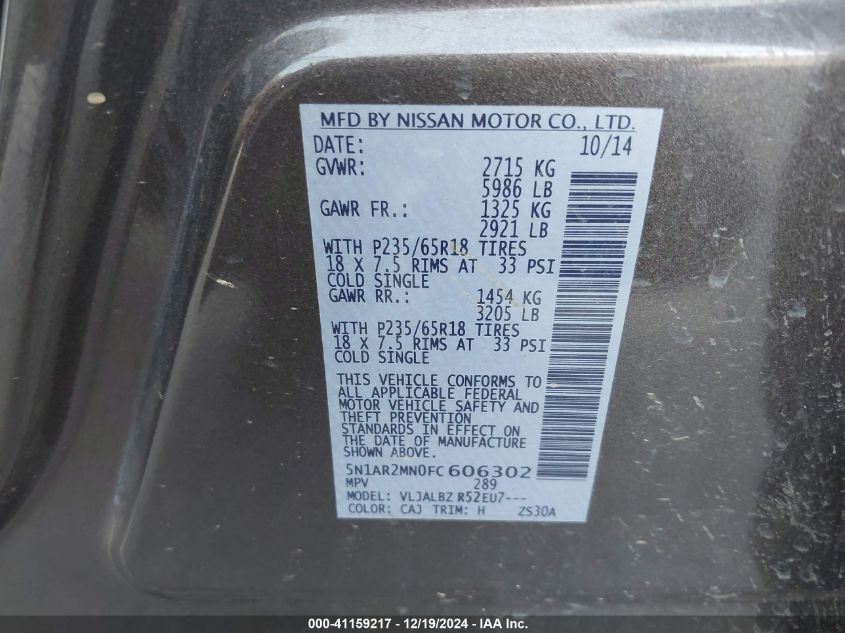 MFD BY NISSAN MOTOR CO., LTD.
DATE: 10/14
GVWR: 2715 KG
5986 LB
GAWR FR.: 1325 KG
2921 LB
WITH P235/65R18 TIRES
18 X 7.5 RIMS AT 33 PSI
COLD SINGLE
GAWR RR.: 1454 KG
3205 LB
WITH P235/65R18 TIRES
18 X 7.5 RIMS AT 33 PSI
COLD SINGLE
THIS VEHICLE CONFORMS TO
ALL APPLICABLE FEDERAL
MOTOR VEHICLE SAFETY AND
THEFT PREVENTION
STANDARDS IN EFFECT ON
THE DATE OF MANUFACTURE
SHOWN ABOVE.
5N1AR2MN0FC606302
MPV 289
MODEL: VLJALBZ R52EU7---
COLOR: CAJ TRIM: H ZS30A
000-41159217 - 12/19/2024 - IAA Inc.